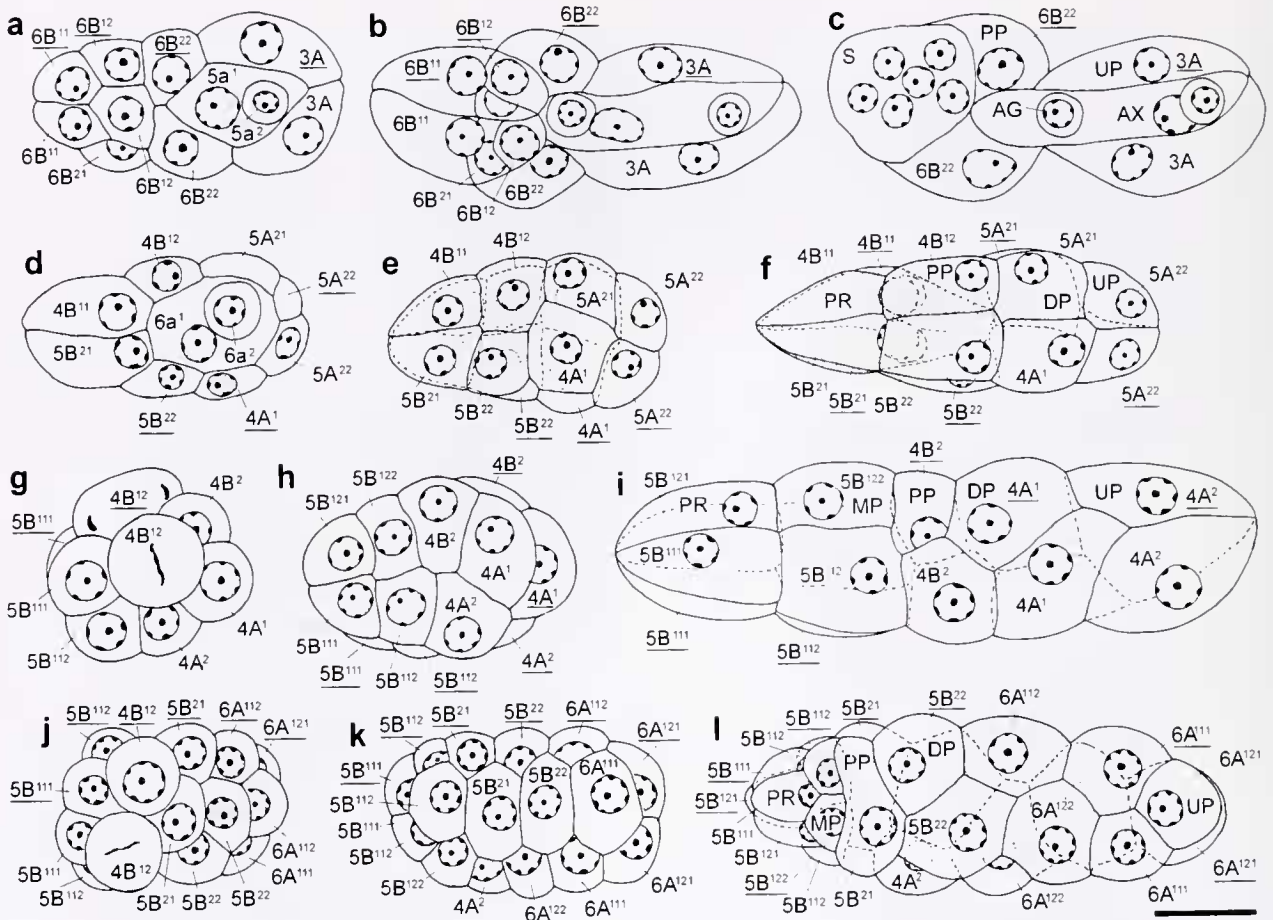 a
6B¹¹ 6B¹² 6B²² 3A
5a¹ 3A
5a²
6B¹¹ 6B²¹ 6B¹² 6B²²
b
6B¹² 6B²²
6B¹¹ 3A
6B¹¹
3A
6B²¹ 6B¹² 6B²²
c
6B²²
S PP UP 3A
AG AX
6B²² 3A
d
4B¹² 5A²¹
4B¹¹ 5A²²
6a¹
5B²¹ 6a²
5A²²
5B²² 4A¹
e
4B¹¹ 4B¹²
5A²¹ 5A²²
4A¹
5B²¹ 5B²² 5B²² 4A¹ 5A²²
f
4B¹¹ 4B¹¹ 4B¹² 5A²¹ 5A²¹
PP UP 5A²²
PR DP
4A¹
5B²¹ 5B²¹ 5B²² 5B²² 5A²²
g
4B¹² 4B²
5B¹¹¹ 4B¹²
5B¹¹¹ 4A¹
5B¹¹² 4A²
h
5B¹²¹ 5B¹²² 4B²
4B² 4A¹
4A² 4A¹
5B¹¹¹ 5B¹¹¹ 5B¹¹² 5B¹¹² 4A²
i
4B²
5B¹²¹ 5B¹²² 4A¹
PR MP PP DP UP 4A²
5B¹¹¹ 5B¹¹² 4B² 4A¹ 4A²
5B¹¹¹ 5B¹¹²
j
5B¹¹² 4B¹² 5B²¹ 6A¹¹² 6A¹²¹
5B¹¹¹
5B¹¹¹ 5B¹¹² 4B¹² 5B²¹ 5B²² 5B²² 6A¹¹¹ 6A¹²¹
k
5B¹¹² 5B²¹ 5B²² 6A¹¹² 6A¹²¹
5B¹¹¹ 5B²¹ 5B²² 6A¹¹¹
5B¹¹²
5B¹¹¹
5B¹²² 4A² 6A¹²² 6A¹¹¹ 6A¹²¹
l
5B¹¹² 5B²¹ 5B²² 6A¹¹²
5B¹¹² 6A¹¹¹
5B¹¹¹ PP DP 6A¹²¹
5B¹²¹ PR UP
5B¹¹¹ MP 5B²² 6A¹²²
5B¹²¹
5B¹²² 5B¹¹² 5B²¹ 4A² 6A¹²² 6A¹¹¹ 6A¹²¹